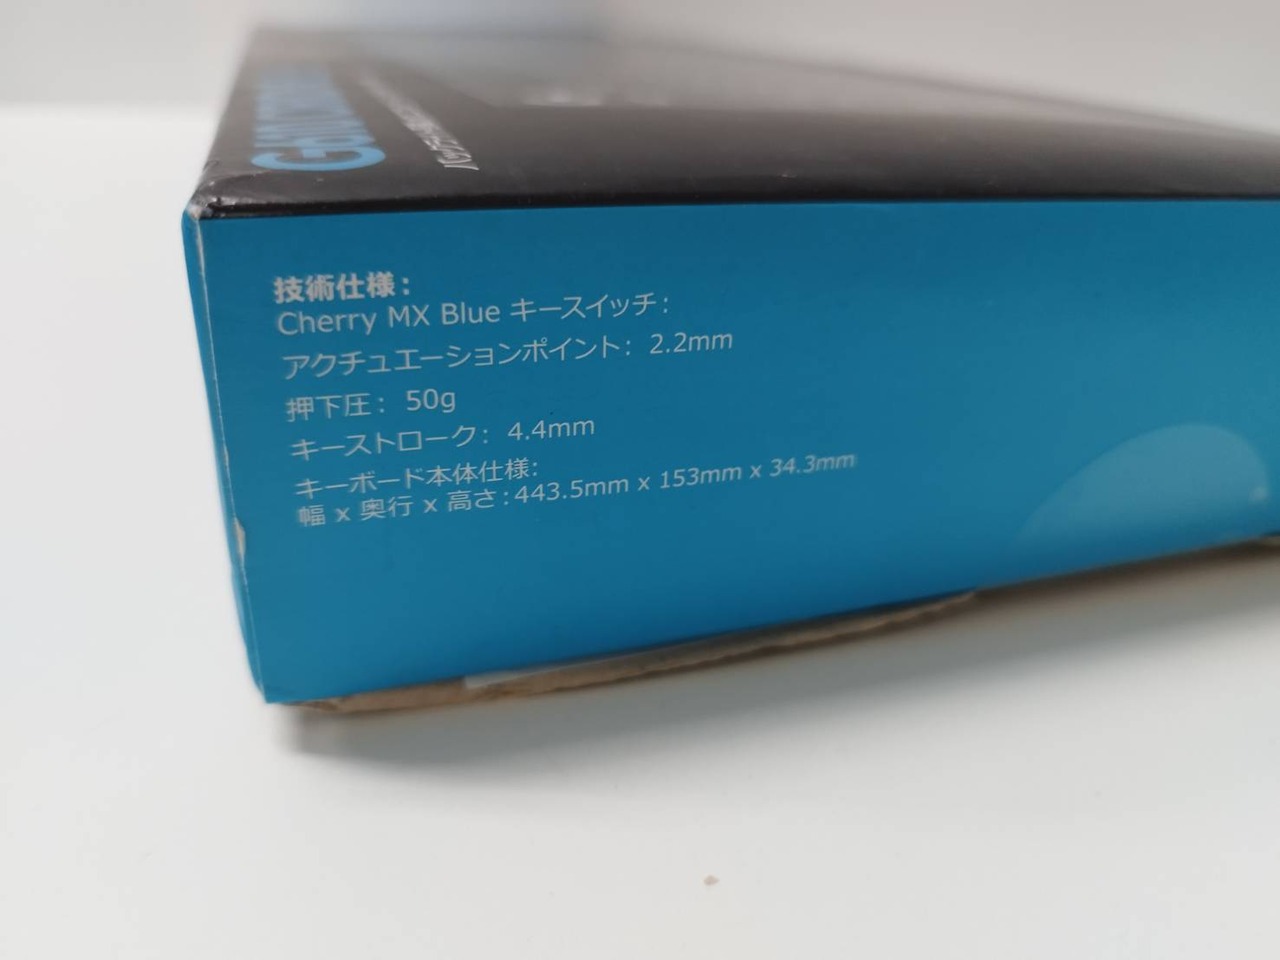 技術仕様：
Cherry MX Blue キースイッチ：
アクチュエーションポイント： 2.2mm
押下圧： 50g
キーストローク： 4.4mm
キーボード本体仕様：
幅 x 奥行 x 高さ：443.5mm x 153mm x 34.3mm